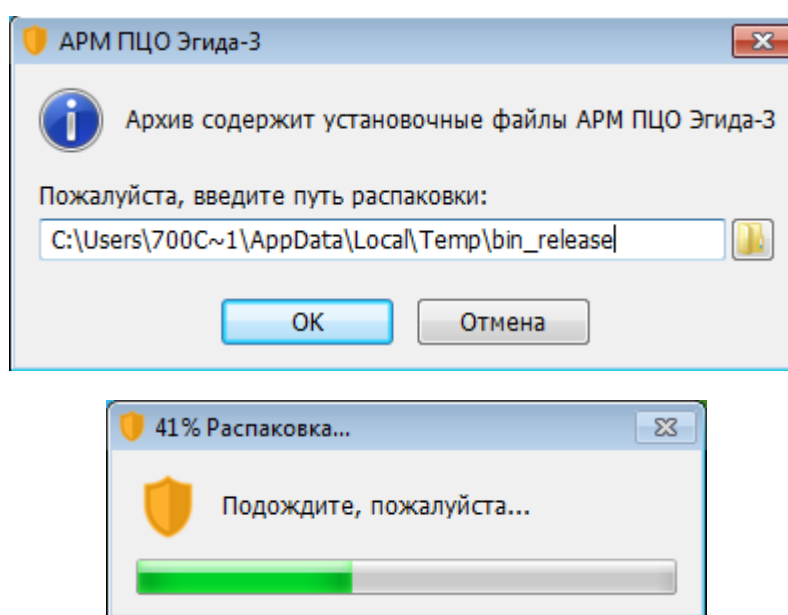 АРМ ПЦО Эгида-3
Архив содержит установочные файлы АРМ ПЦО Эгида-3
Пожалуйста, введите путь распаковки:
C:\Users\700C~1\AppData\Local\Temp\bin_release
OK
Отмена
41% Распаковка...
Подождите, пожалуйста...